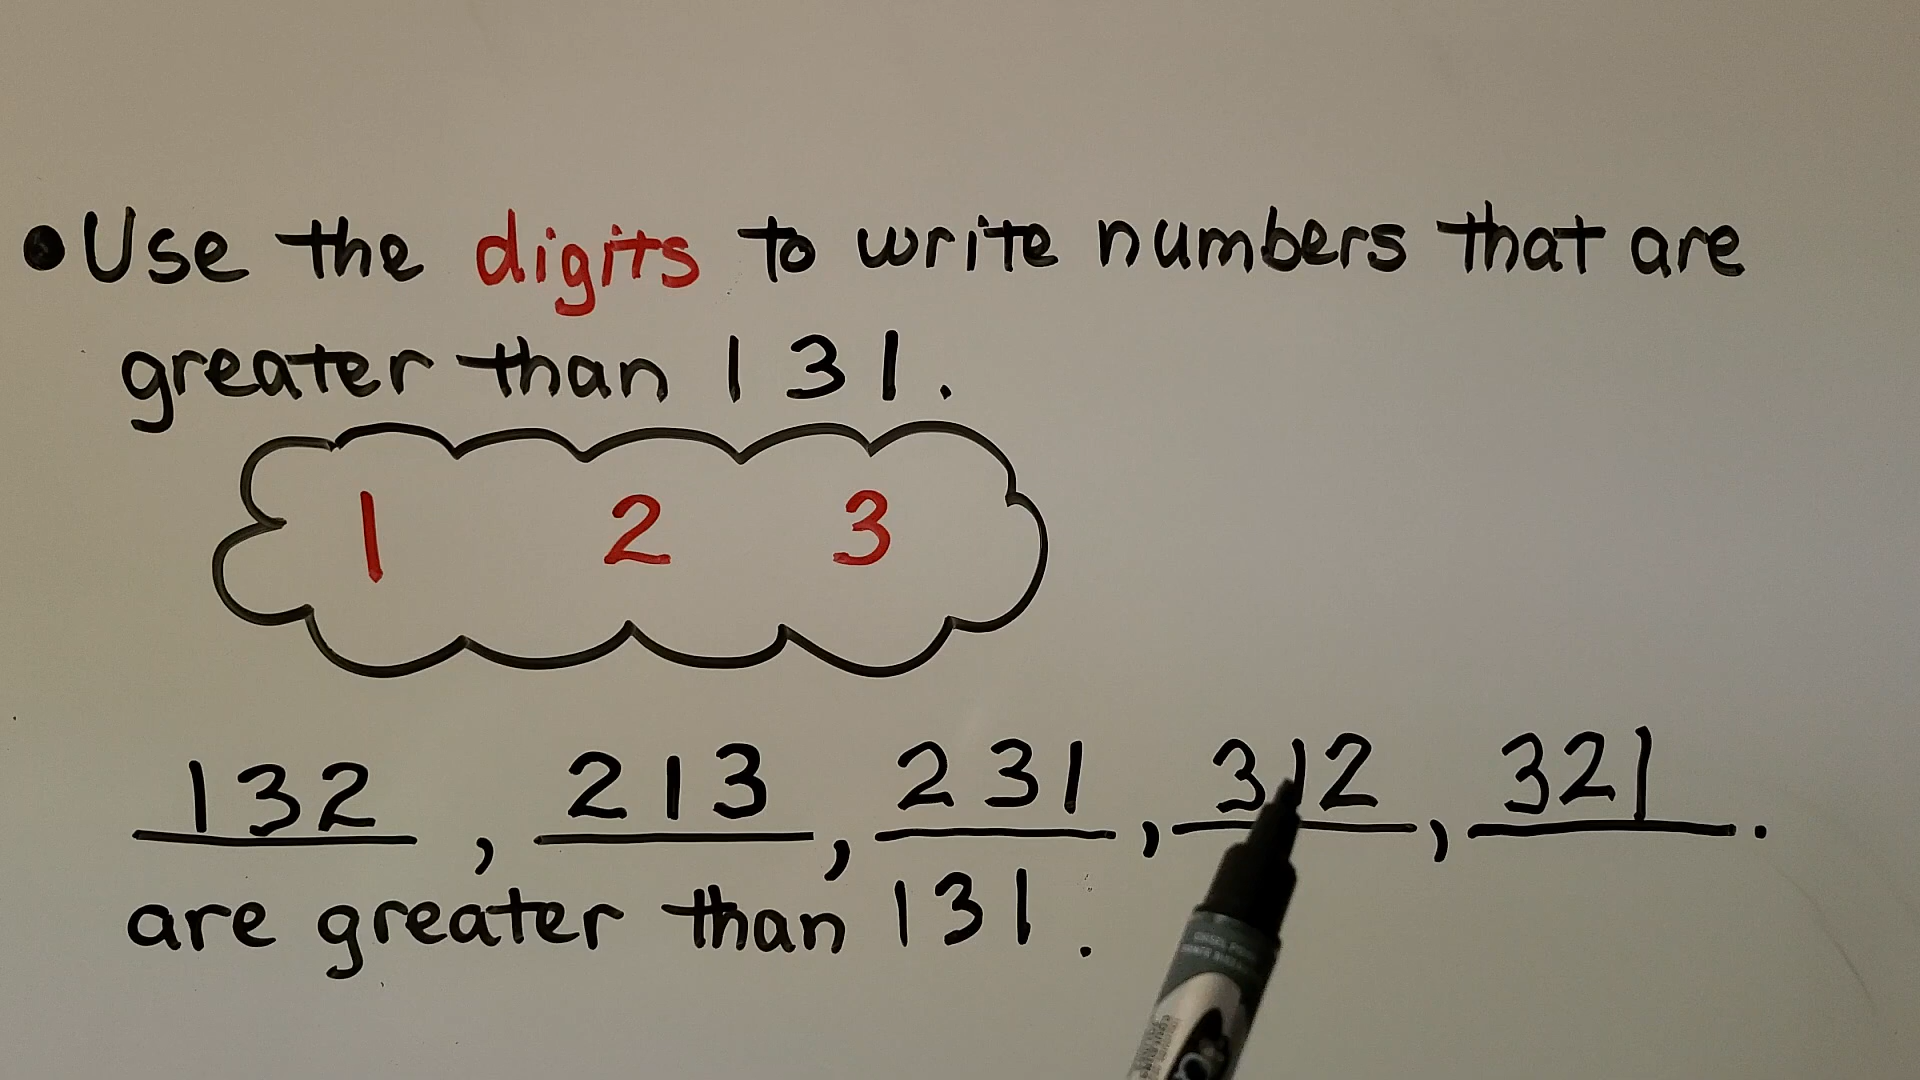 • Use the digits to write numbers that are
greater than 131.
1 2 3
132, 213, 231, 312, 321.
are greater than 131.